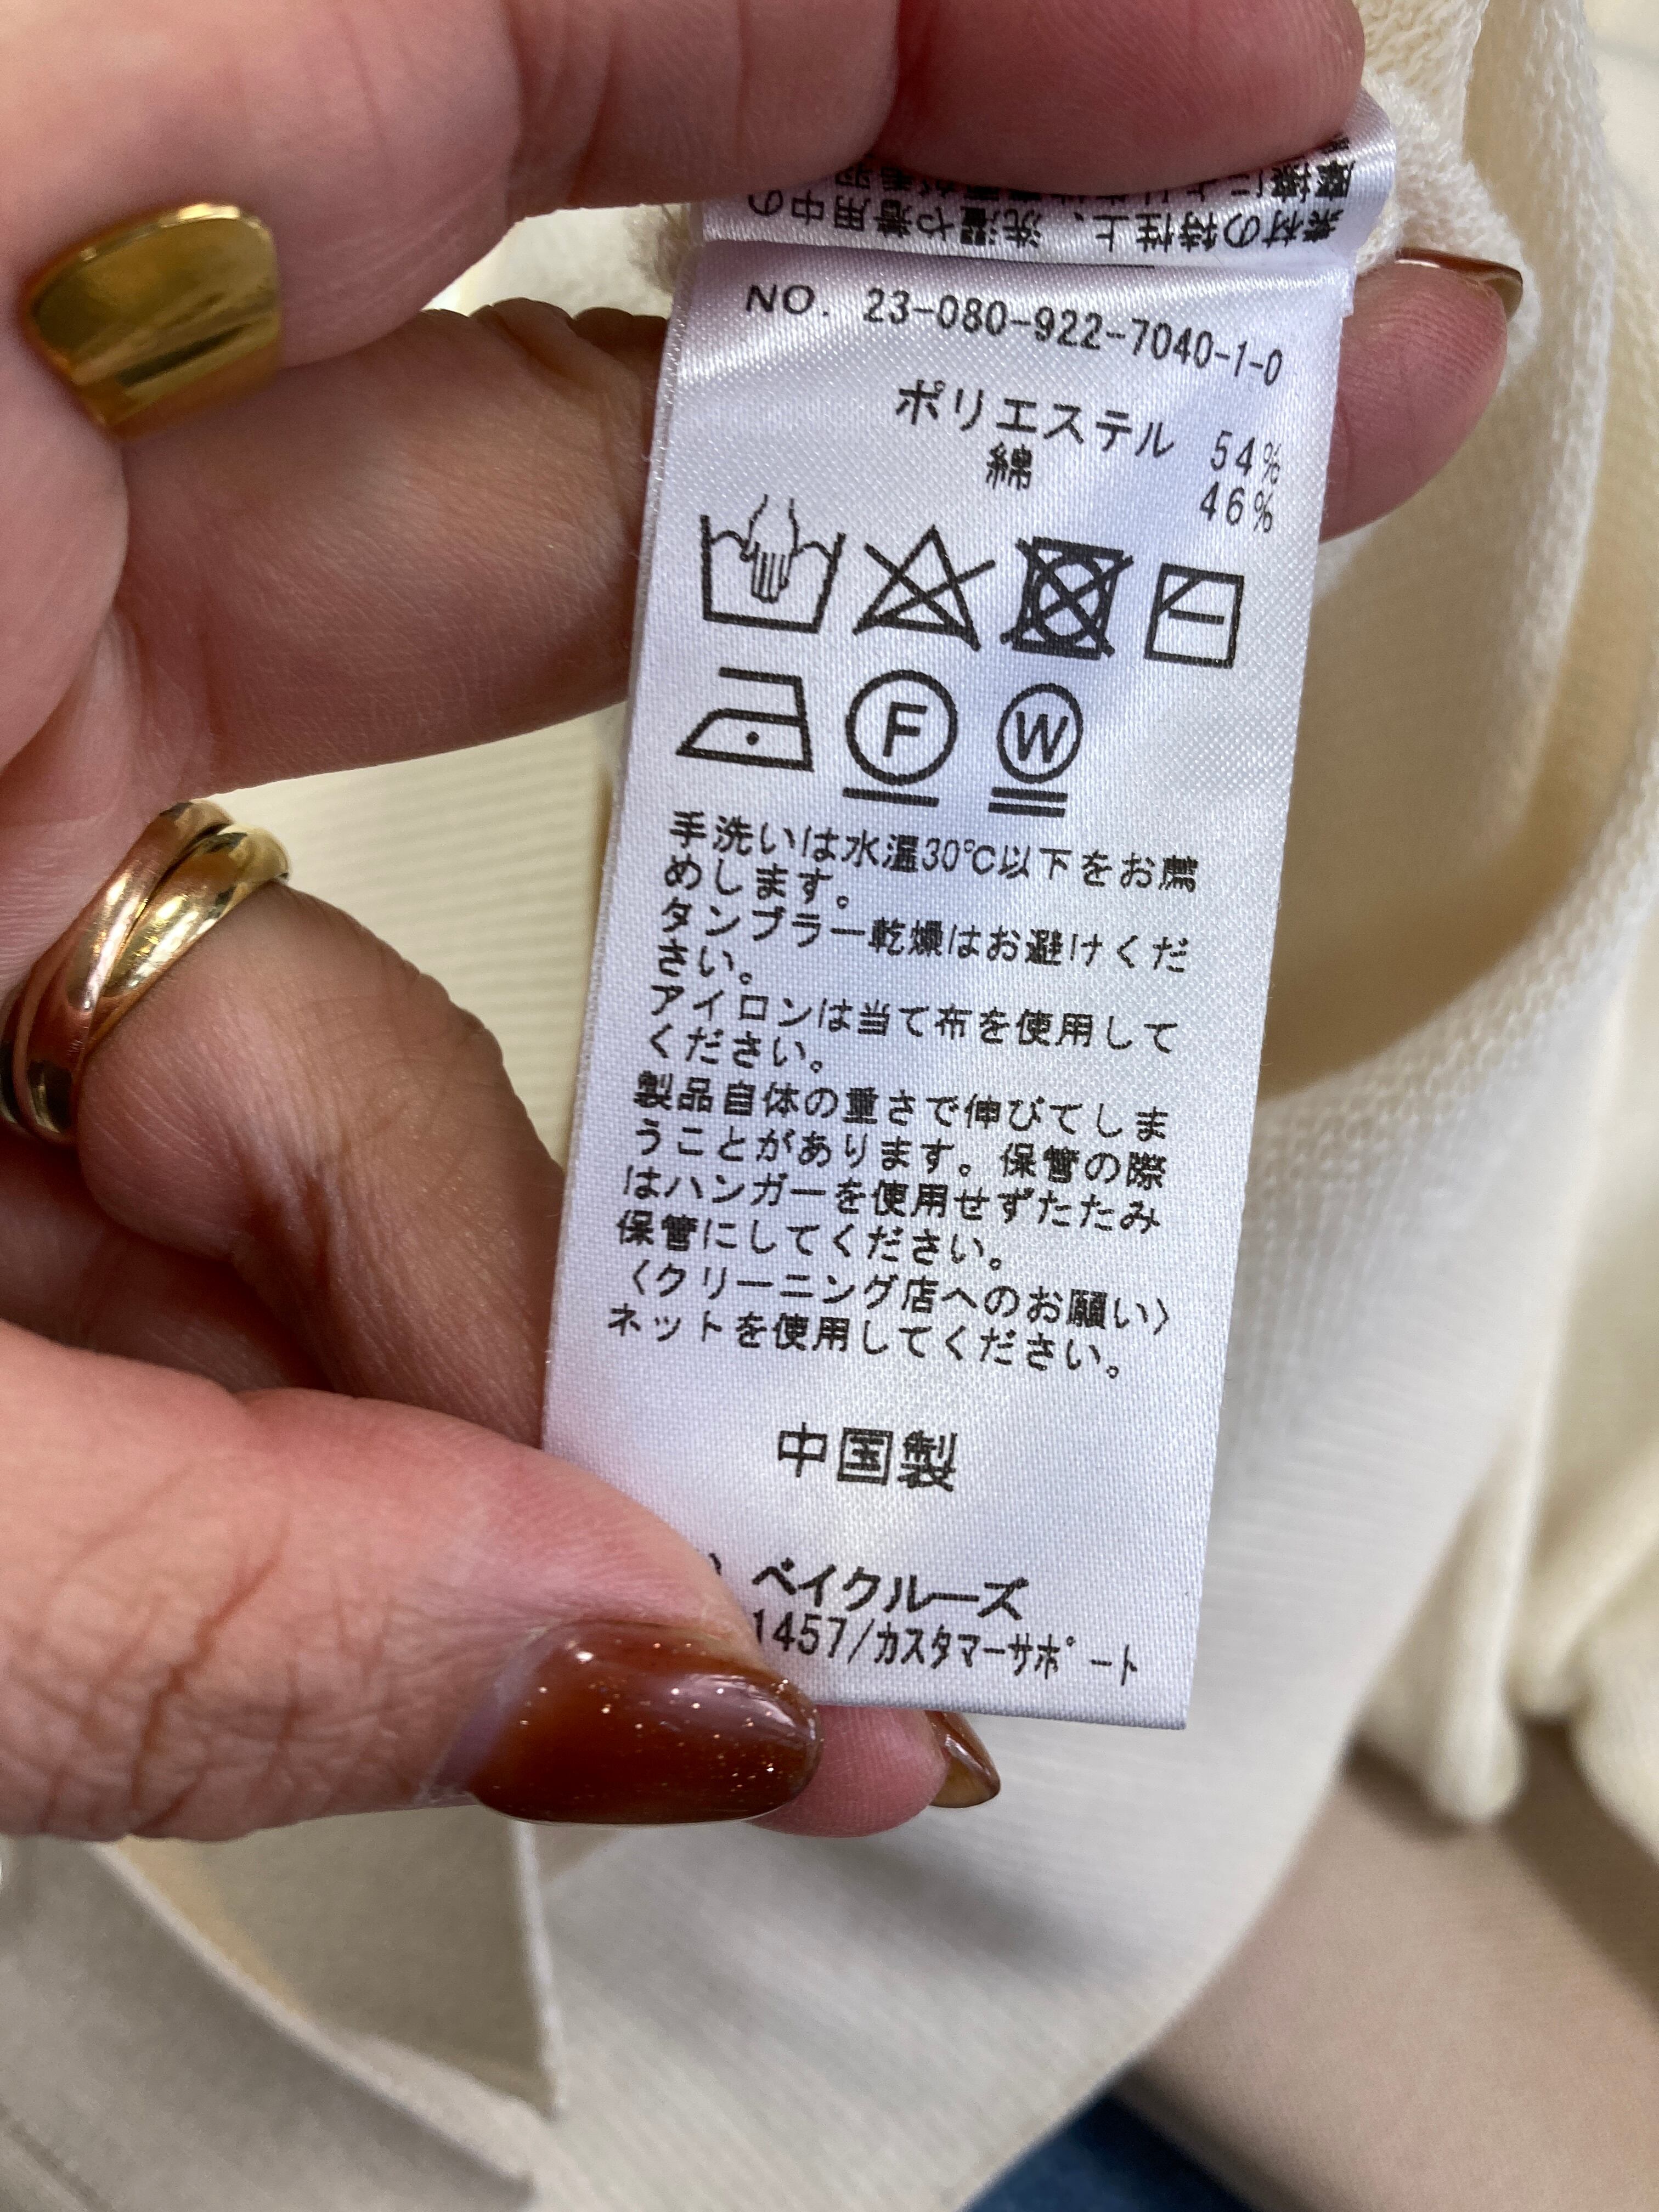 素材の特性上、洗濯や着用中の
NO. 23-080-922-7040-1-0
ポリエステル 54%
綿 46%
F W
手洗いは水温30℃以下をお薦
めします。
タンブラー乾燥はお避けくだ
さい。
アイロンは当て布を使用して
ください。
製品自体の重さで伸びてしま
うことがあります。保管の際
はハンガーを使用せずたたみ
保管にしてください。
〈クリーニング店へのお願い〉
ネットを使用してください。
中国製
ベイクルーズ
1457/カスタマーサポート